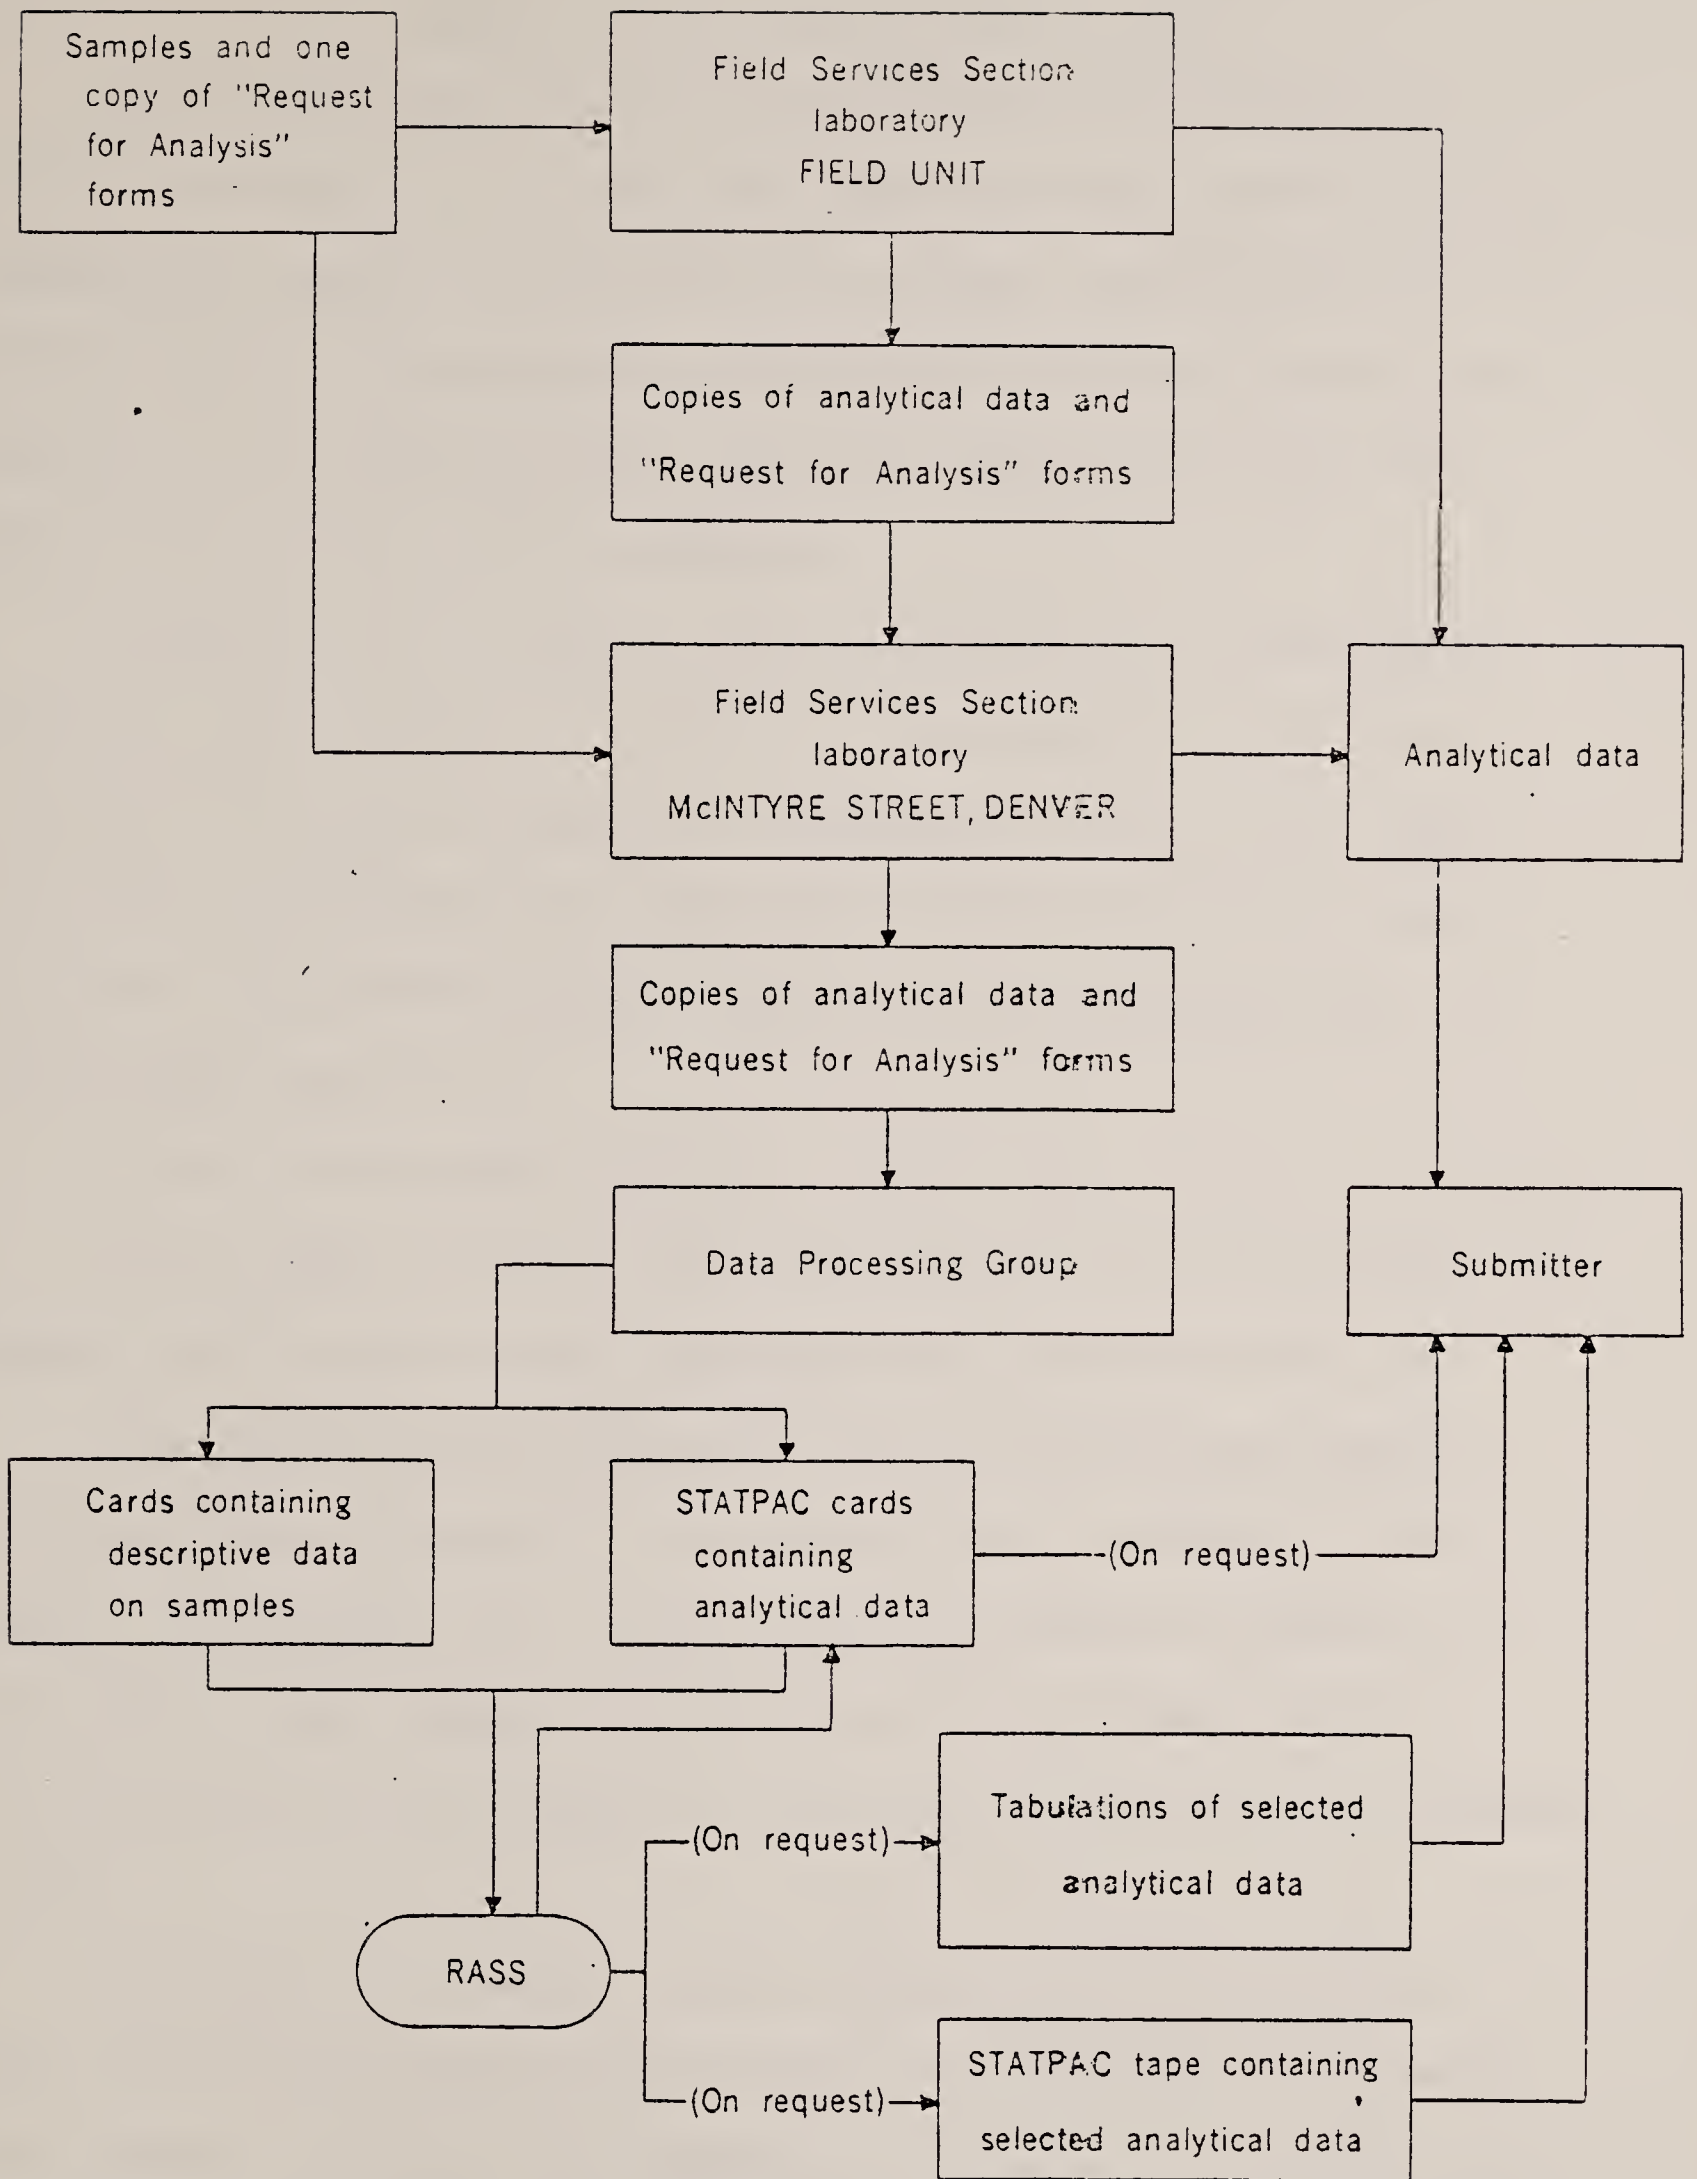 Samples and one
copy of "Request
for Analysis"
forms
Field Services Section
laboratory
FIELD UNIT
Copies of analytical data and
"Request for Analysis" forms
Field Services Section
laboratory
McINTYRE STREET, DENVER
Analytical data
Copies of analytical data and
"Request for Analysis" forms
Data Processing Group
Submitter
Cards containing
descriptive data
on samples
STATPAC cards
containing
analytical data
(On request)
Tabulations of selected
analytical data
(On request)
RASS
(On request)
STATPAC tape containing
selected analytical data